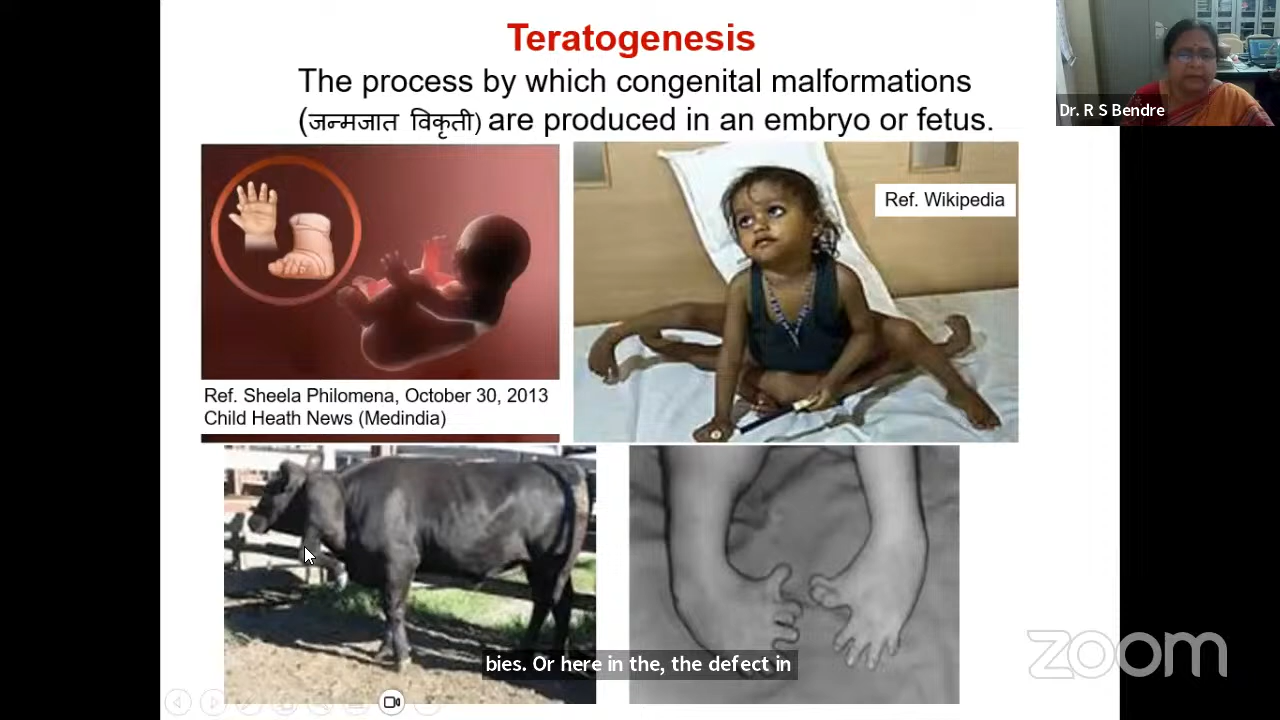 Teratogenesis
The process by which congenital malformations
(जन्मजात विकृती) are produced in an embryo or fetus.
Dr. R S Bendre
Ref. Wikipedia
Ref. Sheela Philomena, October 30, 2013
Child Heath News (Medindia)
bies. Or here in the, the defect in
zoom